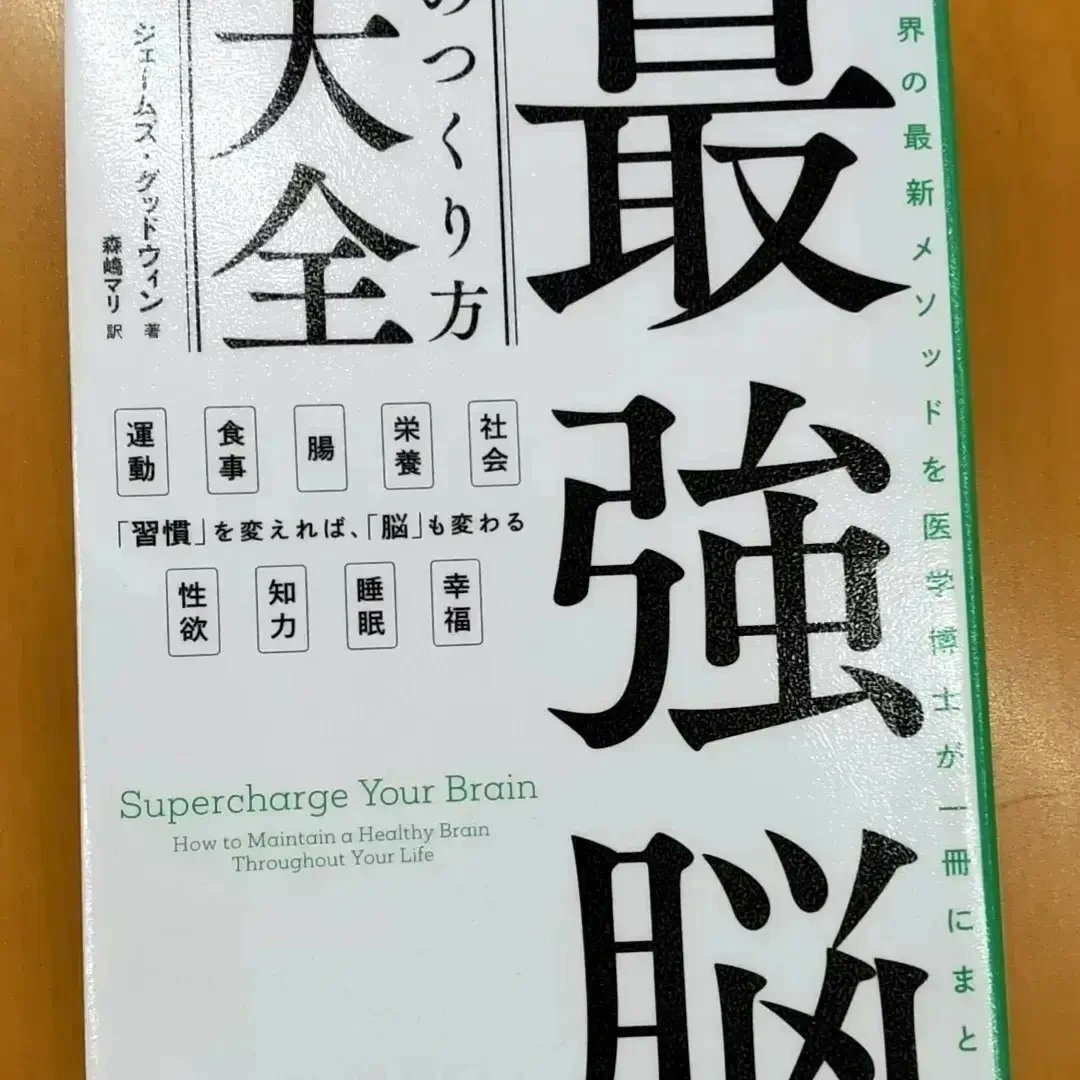 界の最新メソッドを医学博士が一冊にまと
最強脳
のつくり方
大全
ジェームス・グッドウィン 著
森嶋マリ 訳
社会
栄養
腸
食事
運動
「習慣」を変えれば、「脳」も変わる
幸福
睡眠
知力
性欲
Supercharge Your Brain
How to Maintain a Healthy Brain
Throughout Your Life